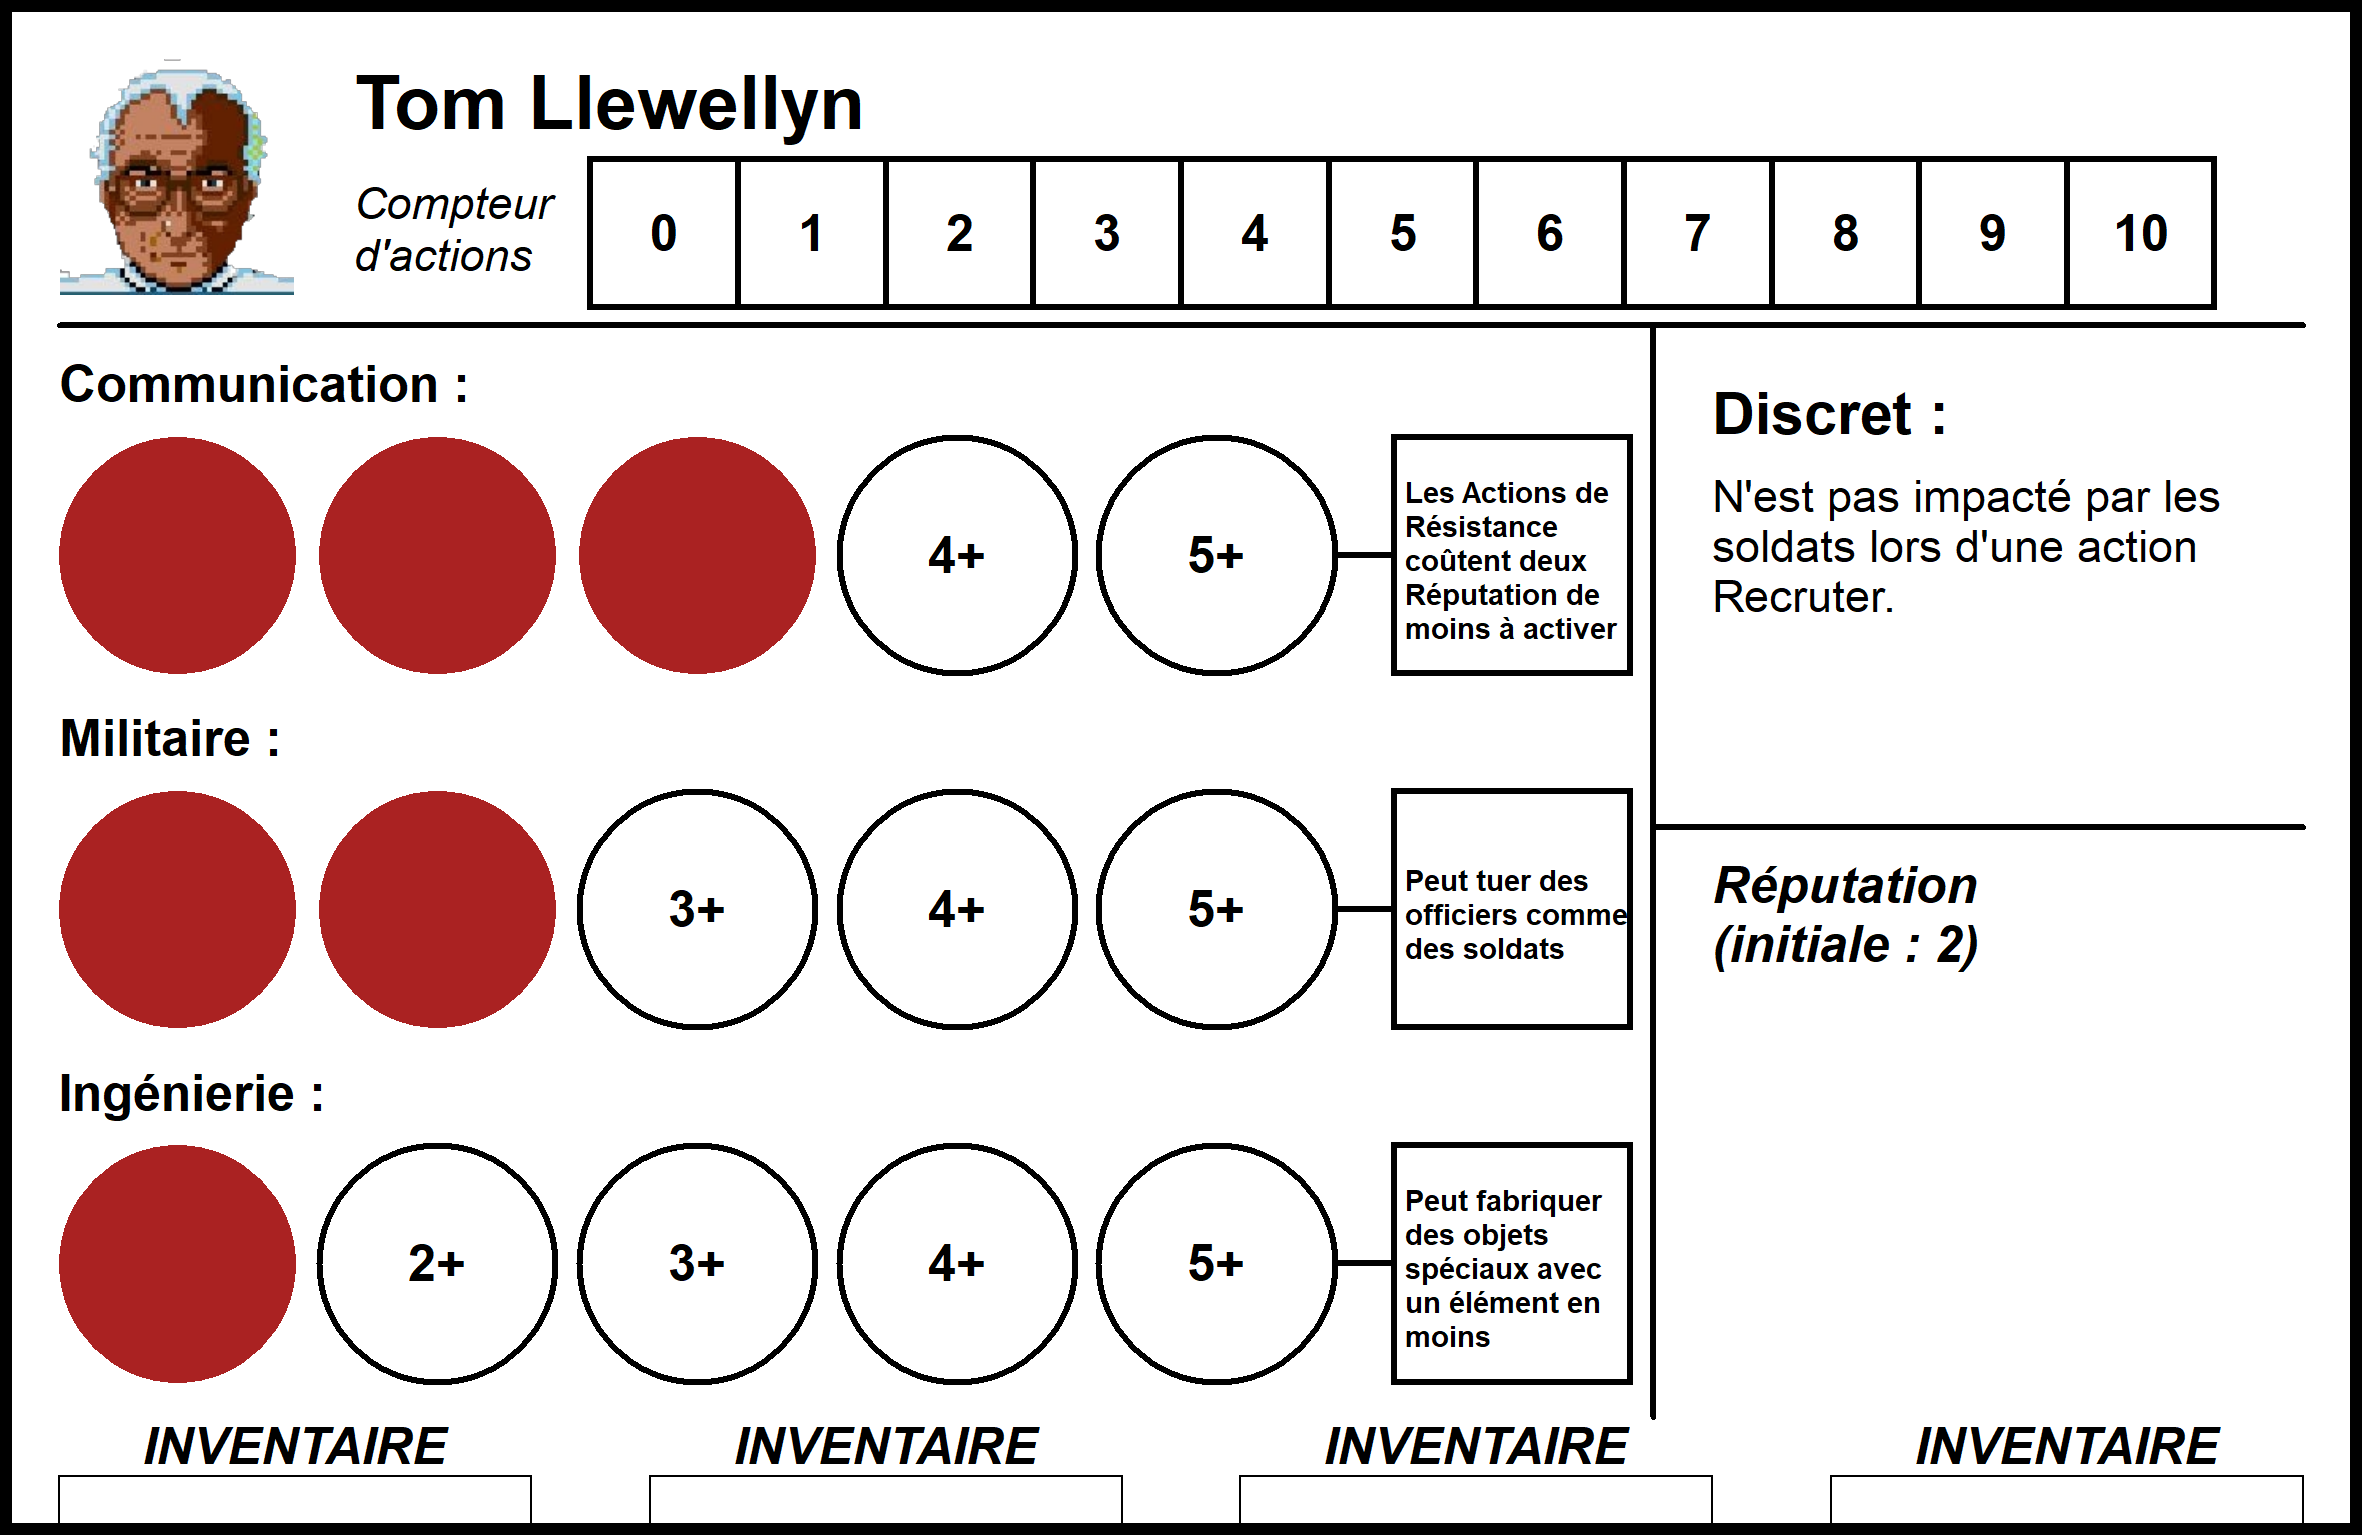 Tom Llewellyn
Compteur
d'actions
0 1 2 3 4 5 6 7 8 9 10
Communication :
4+ 5+
Les Actions de
Résistance
coûtent deux
Réputation de
moins à activer
Militaire :
3+ 4+ 5+
Peut tuer des
officiers comme
des soldats
Ingénierie :
2+ 3+ 4+ 5+
Peut fabriquer
des objets
spéciaux avec
un élément en
moins
Discret :
N'est pas impacté par les
soldats lors d'une action
Recruter.
Réputation
(initiale : 2)
INVENTAIRE INVENTAIRE INVENTAIRE INVENTAIRE